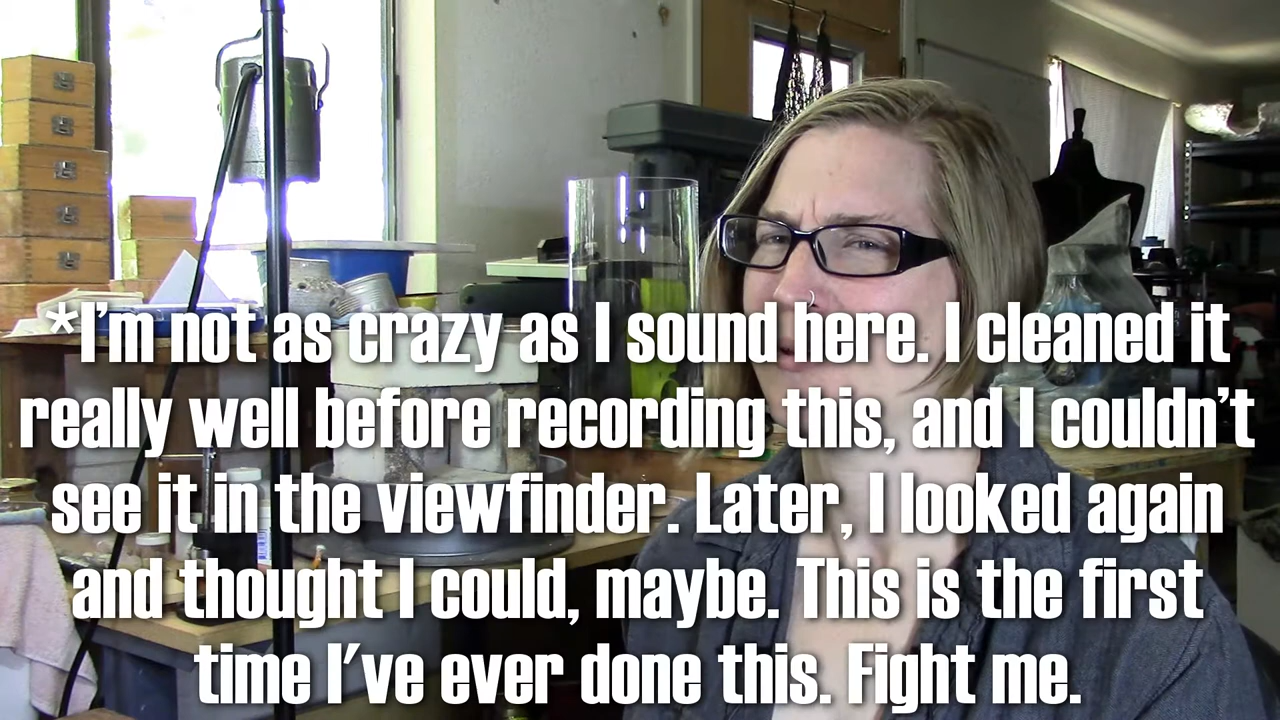 *I'm not as crazy as I sound here. I cleaned it
really well before recording this, and I couldn't
see it in the viewfinder. Later, I looked again
and thought I could, maybe. This is the first
time I've ever done this. Fight me.